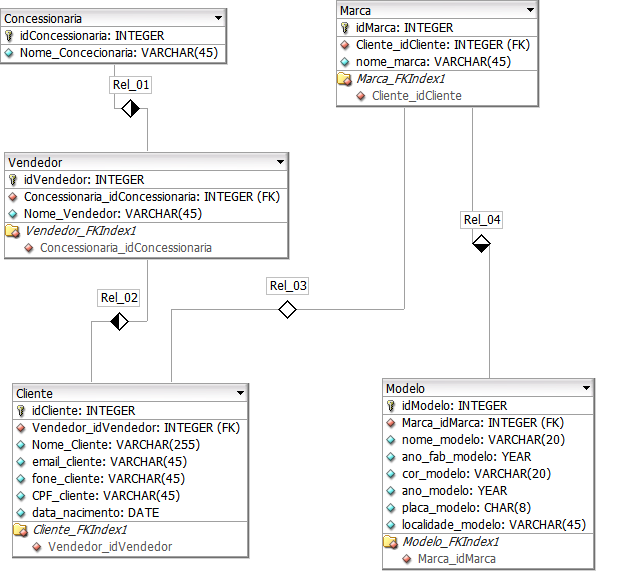 Concessionaria
idConcessionaria: INTEGER
Nome_Concecionaria: VARCHAR(45)
Rel_01
Vendedor
idVendedor: INTEGER
Concessionaria_idConcessionaria: INTEGER (FK)
Nome_Vendedor: VARCHAR(45)
Vendedor_FKIndex1
Concessionaria_idConcessionaria
Rel_02
Cliente
idCliente: INTEGER
Vendedor_idVendedor: INTEGER (FK)
Nome_Cliente: VARCHAR(255)
email_cliente: VARCHAR(45)
fone_cliente: VARCHAR(45)
CPF_cliente: VARCHAR(45)
data_nacimento: DATE
Cliente_FKIndex1
Vendedor_idVendedor
Rel_03
Marca
idMarca: INTEGER
Cliente_idCliente: INTEGER (FK)
nome_marca: VARCHAR(45)
Marca_FKIndex1
Cliente_idCliente
Rel_04
Modelo
idModelo: INTEGER
Marca_idMarca: INTEGER (FK)
nome_modelo: VARCHAR(20)
ano_fab_modelo: YEAR
cor_modelo: VARCHAR(20)
ano_modelo: YEAR
placa_modelo: CHAR(8)
localidade_modelo: VARCHAR(45)
Modelo_FKIndex1
Marca_idMarca